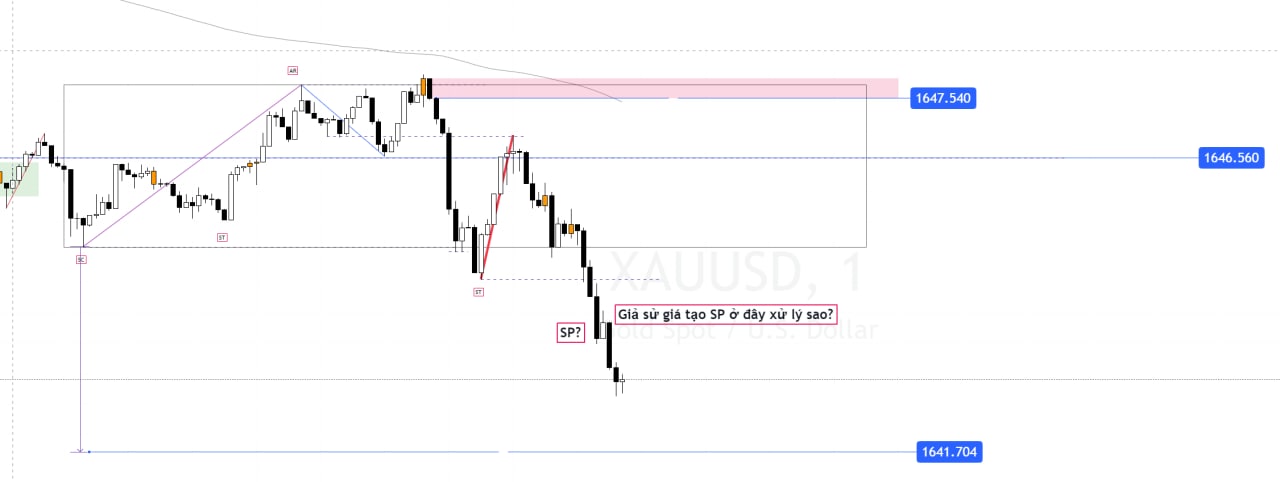 AR
1647.540
1646.560
ST
SC
XAUUSD, 1
ST
Giả sử giá tạo SP ở đây xử lý sao?
SP?
Gold Spot / U.S. Dollar
1641.704